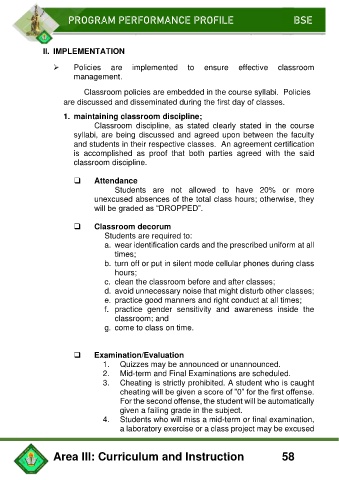 PROGRAM PERFORMANCE PROFILE BSE
II. IMPLEMENTATION
➢ Policies are implemented to ensure effective classroom
management.
Classroom policies are embedded in the course syllabi. Policies
are discussed and disseminated during the first day of classes.
1. maintaining classroom discipline;
Classroom discipline, as stated clearly stated in the course
syllabi, are being discussed and agreed upon between the faculty
and students in their respective classes. An agreement certification
is accomplished as proof that both parties agreed with the said
classroom discipline.
❑ Attendance
Students are not allowed to have 20% or more
unexcused absences of the total class hours; otherwise, they
will be graded as “DROPPED”.
❑ Classroom decorum
Students are required to:
a. wear identification cards and the prescribed uniform at all
times;
b. turn off or put in silent mode cellular phones during class
hours;
c. clean the classroom before and after classes;
d. avoid unnecessary noise that might disturb other classes;
e. practice good manners and right conduct at all times;
f. practice gender sensitivity and awareness inside the
classroom; and
g. come to class on time.
❑ Examination/Evaluation
1. Quizzes may be announced or unannounced.
2. Mid-term and Final Examinations are scheduled.
3. Cheating is strictly prohibited. A student who is caught
cheating will be given a score of “0” for the first offense.
For the second offense, the student will be automatically
given a failing grade in the subject.
4. Students who will miss a mid-term or final examination,
a laboratory exercise or a class project may be excused
Area III: Curriculum and Instruction 58